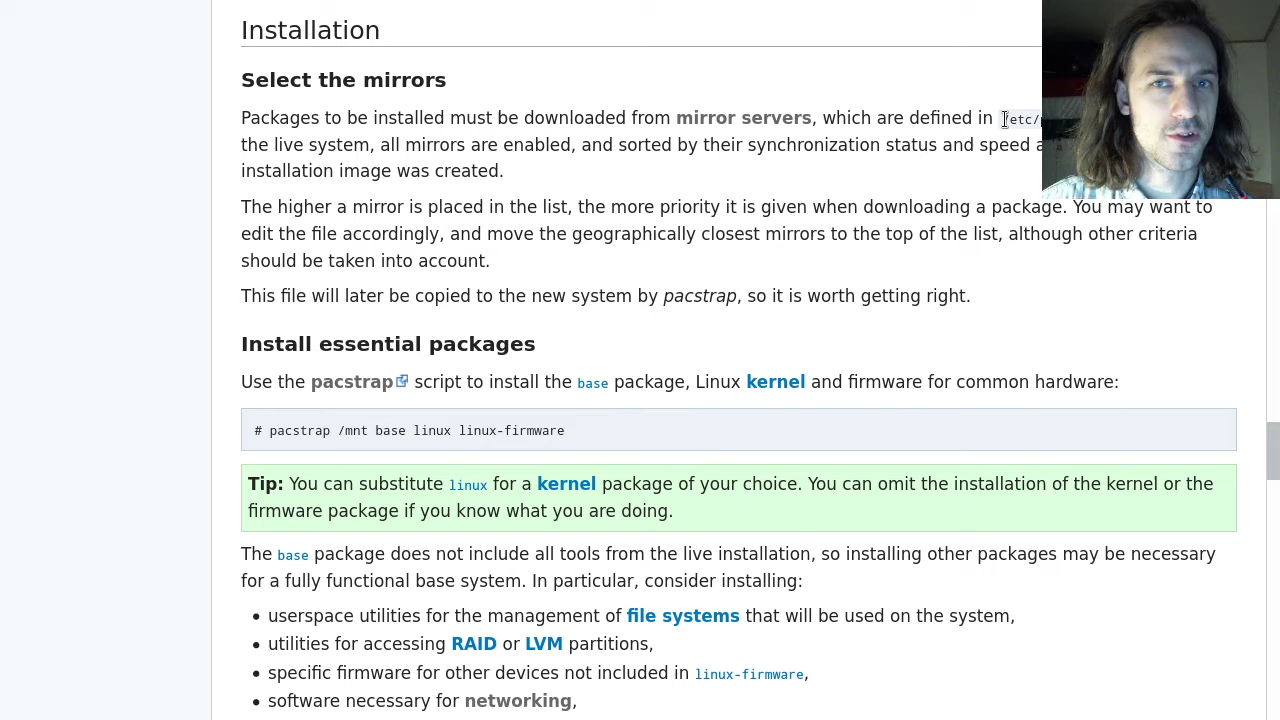 Installation
Select the mirrors
Packages to be installed must be downloaded from mirror servers, which are defined in /etc/
the live system, all mirrors are enabled, and sorted by their synchronization status and speed
installation image was created.
The higher a mirror is placed in the list, the more priority it is given when downloading a package. You may want to
edit the file accordingly, and move the geographically closest mirrors to the top of the list, although other criteria
should be taken into account.
This file will later be copied to the new system by pacstrap, so it is worth getting right.
Install essential packages
Use the pacstrap script to install the base package, Linux kernel and firmware for common hardware:
# pacstrap /mnt base linux linux-firmware
Tip: You can substitute linux for a kernel package of your choice. You can omit the installation of the kernel or the
firmware package if you know what you are doing.
The base package does not include all tools from the live installation, so installing other packages may be necessary
for a fully functional base system. In particular, consider installing:
• userspace utilities for the management of file systems that will be used on the system,
• utilities for accessing RAID or LVM partitions,
• specific firmware for other devices not included in linux-firmware,
• software necessary for networking,